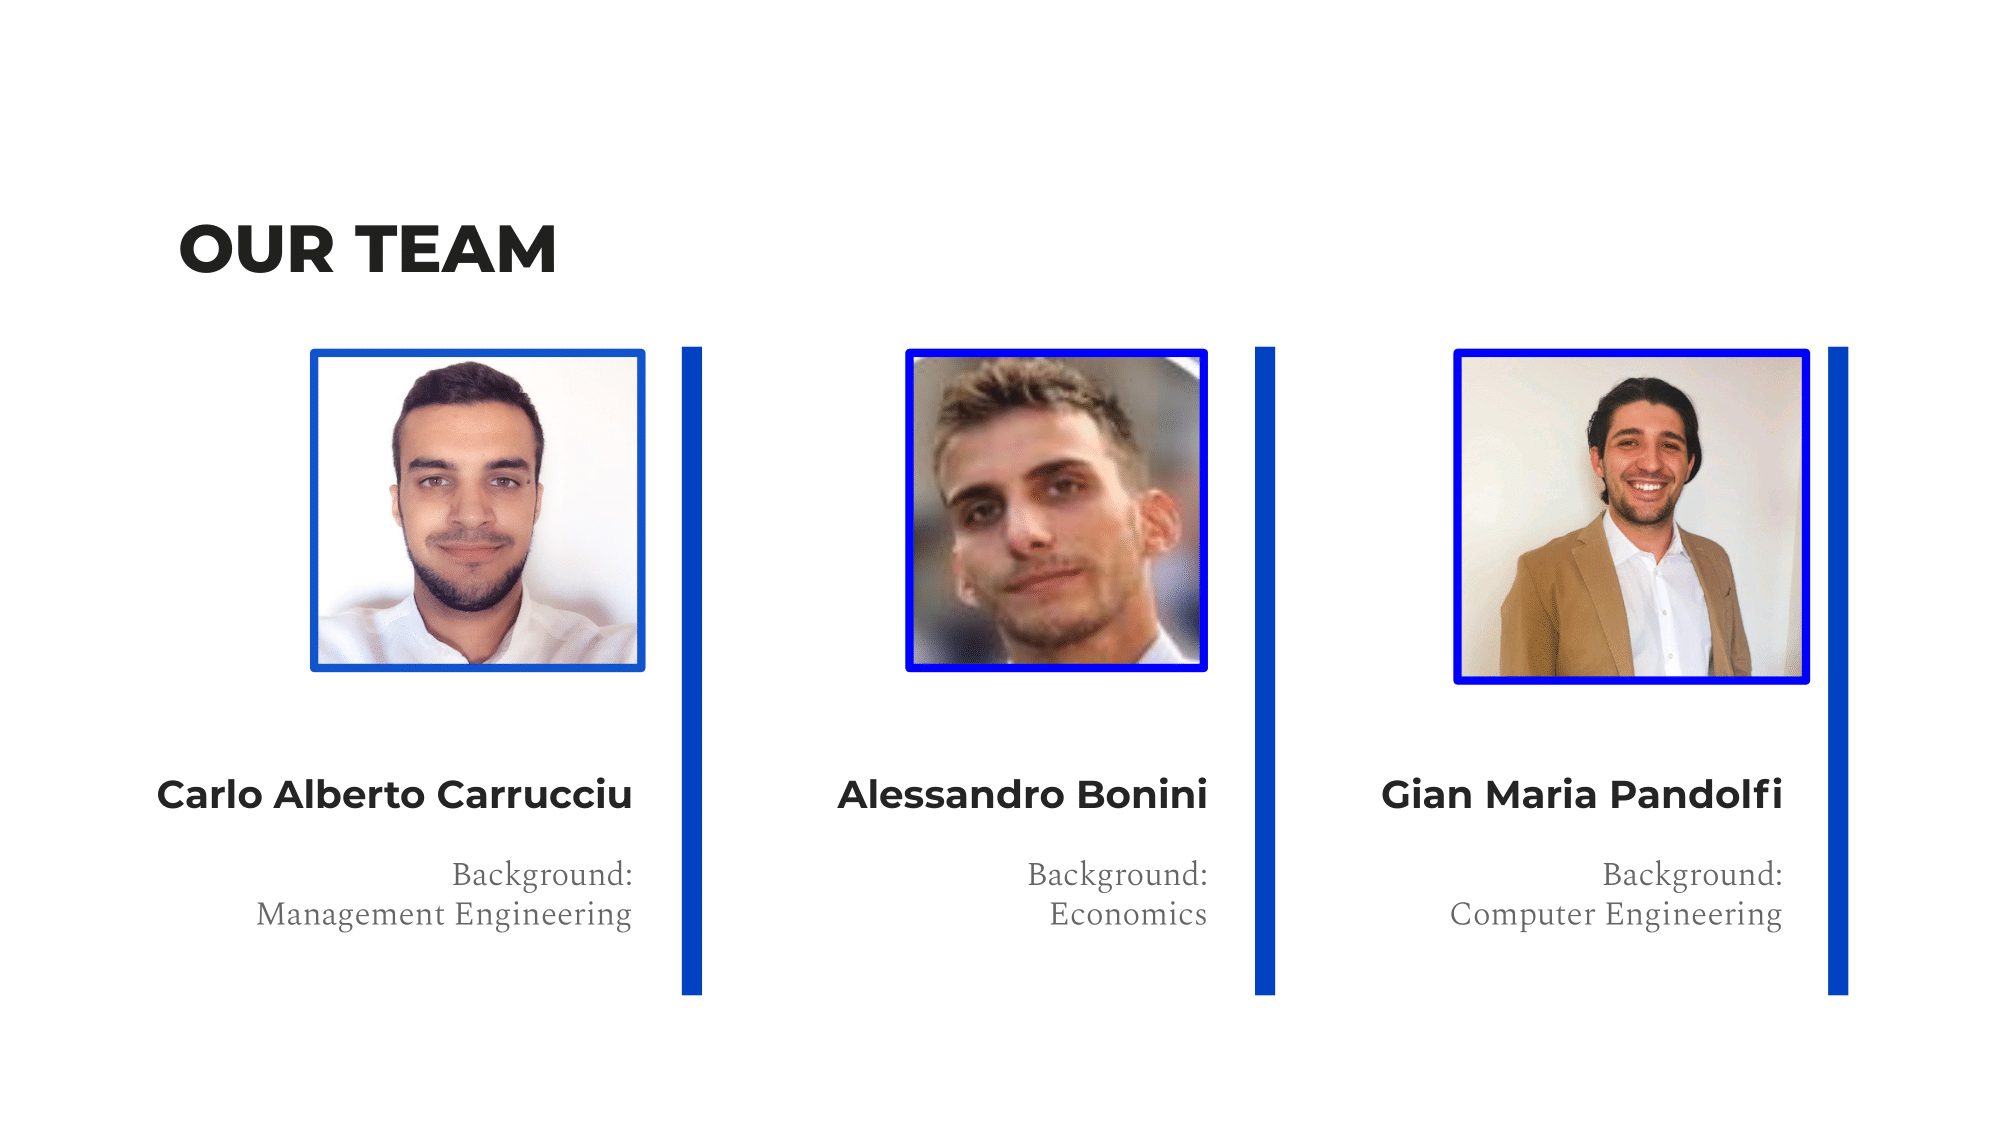 OUR TEAM
Carlo Alberto Carrucciu
Background:
Management Engineering
Alessandro Bonini
Background:
Economics
Gian Maria Pandolfi
Background:
Computer Engineering